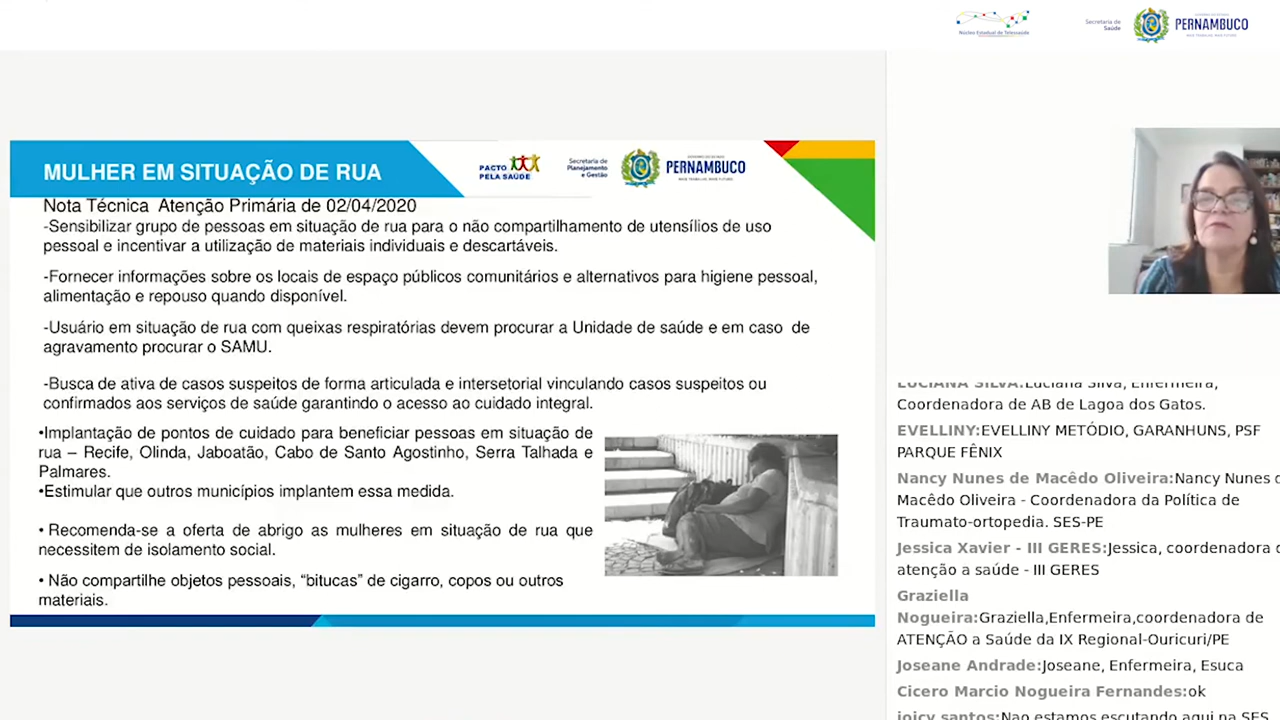 Núcleo Estadual de Telessaúde
Secretaria de
Saúde
PERNAMBUCO
MULHER EM SITUAÇÃO DE RUA
PACTO
PELA SAÚDE
Secretaria de
Planejamento
e Gestão
PERNAMBUCO
Nota Técnica Atenção Primária de 02/04/2020
-Sensibilizar grupo de pessoas em situação de rua para o não compartilhamento de utensílios de uso
pessoal e incentivar a utilização de materiais individuais e descartáveis.
-Fornecer informações sobre os locais de espaço públicos comunitários e alternativos para higiene pessoal,
alimentação e repouso quando disponível.
-Usuário em situação de rua com queixas respiratórias devem procurar a Unidade de saúde e em caso de
agravamento procurar o SAMU.
-Busca de ativa de casos suspeitos de forma articulada e intersetorial vinculando casos suspeitos ou
confirmados aos serviços de saúde garantindo o acesso ao cuidado integral.
•Implantação de pontos de cuidado para beneficiar pessoas em situação de
rua – Recife, Olinda, Jaboatão, Cabo de Santo Agostinho, Serra Talhada e
Palmares.
•Estimular que outros municípios implantem essa medida.
• Recomenda-se a oferta de abrigo as mulheres em situação de rua que
necessitem de isolamento social.
• Não compartilhe objetos pessoais, “bitucas” de cigarro, copos ou outros
materiais.
LUCIANA SILVA:Luciana Silva, Enfermeira,
Coordenadora de AB de Lagoa dos Gatos.
EVELLINY:EVELLINY METÓDIO, GARANHUNS, PSF
PARQUE FÊNIX
Nancy Nunes de Macêdo Oliveira:Nancy Nunes d
Macêdo Oliveira - Coordenadora da Política de
Traumato-ortopedia. SES-PE
Jessica Xavier - III GERES:Jessica, coordenadora d
atenção a saúde - III GERES
Graziella
Nogueira:Graziella,Enfermeira,coordenadora de
ATENÇÃO a Saúde da IX Regional-Ouricuri/PE
Joseane Andrade:Joseane, Enfermeira, Esuca
Cicero Marcio Nogueira Fernandes:ok
joicy santos:Nao estamos escutando aqui na SES